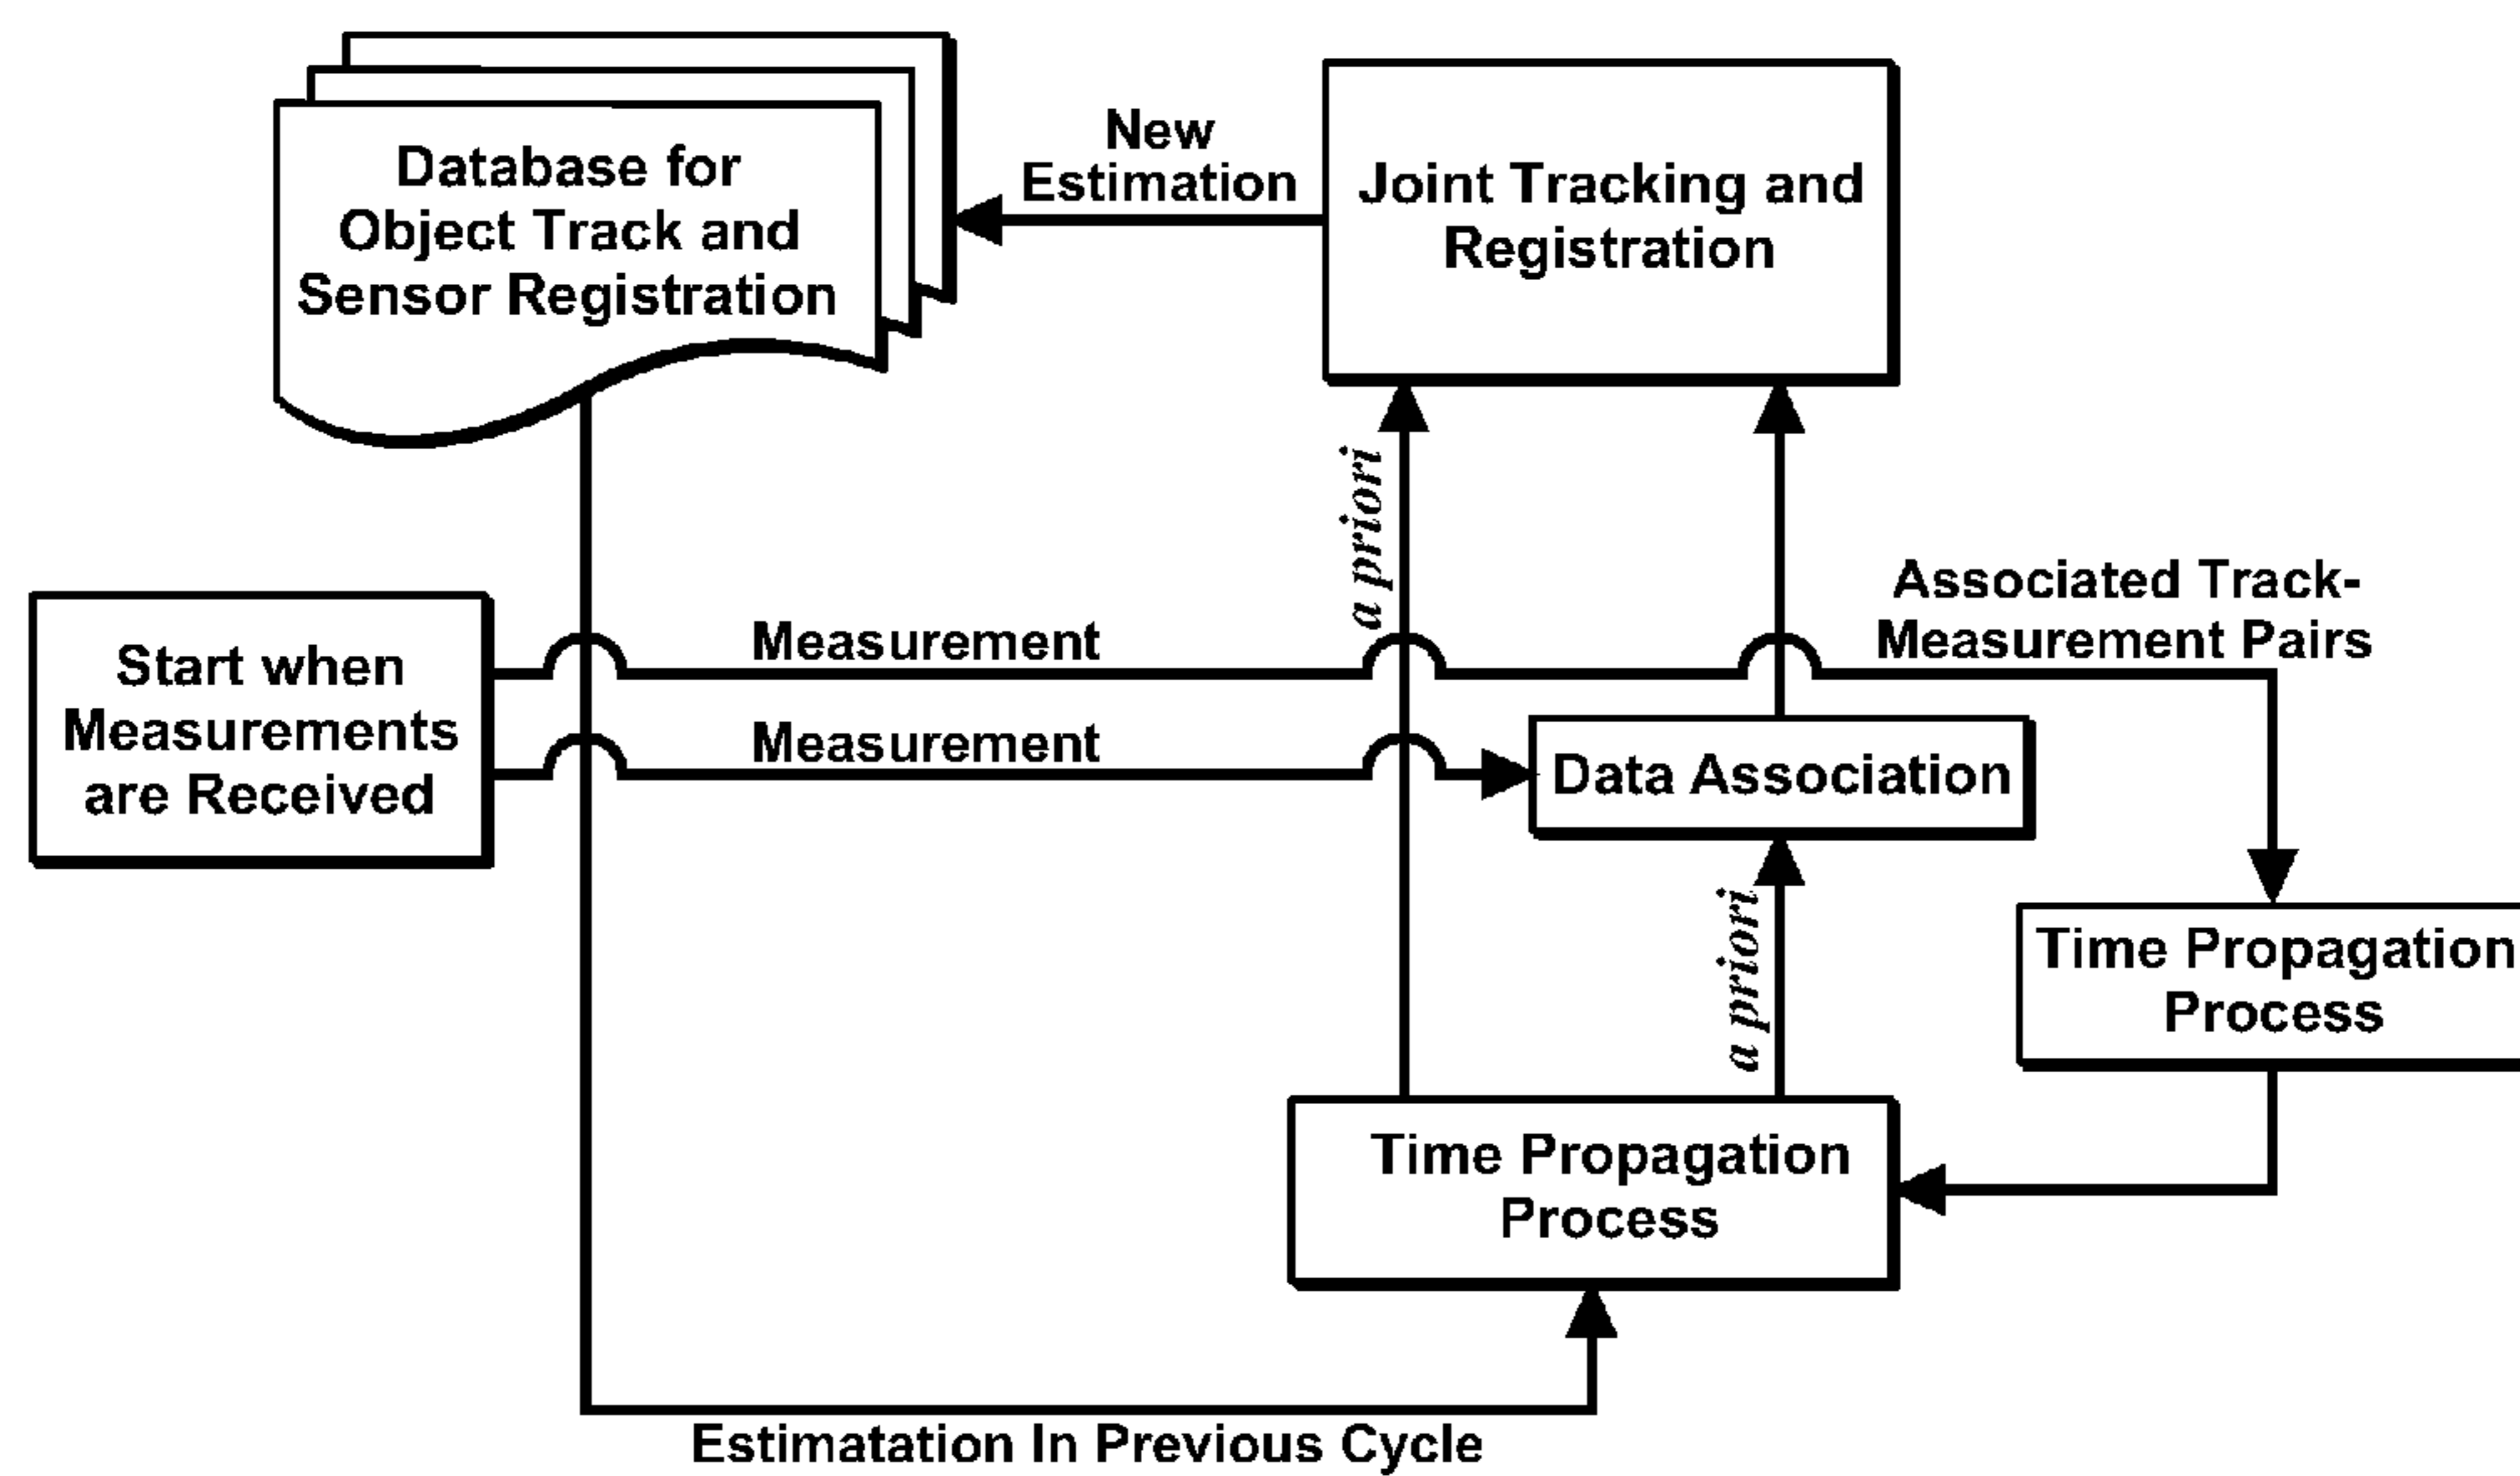 Database for
Object Track and
Sensor Registration
New
Estimation
Joint Tracking and
Registration
a priori
Associated Track-
Measurement Pairs
Start when
Measurements
are Received
Measurement
Measurement
Data Association
a priori
Time Propagation
Process
Time Propagation
Process
Estimatation In Previous Cycle